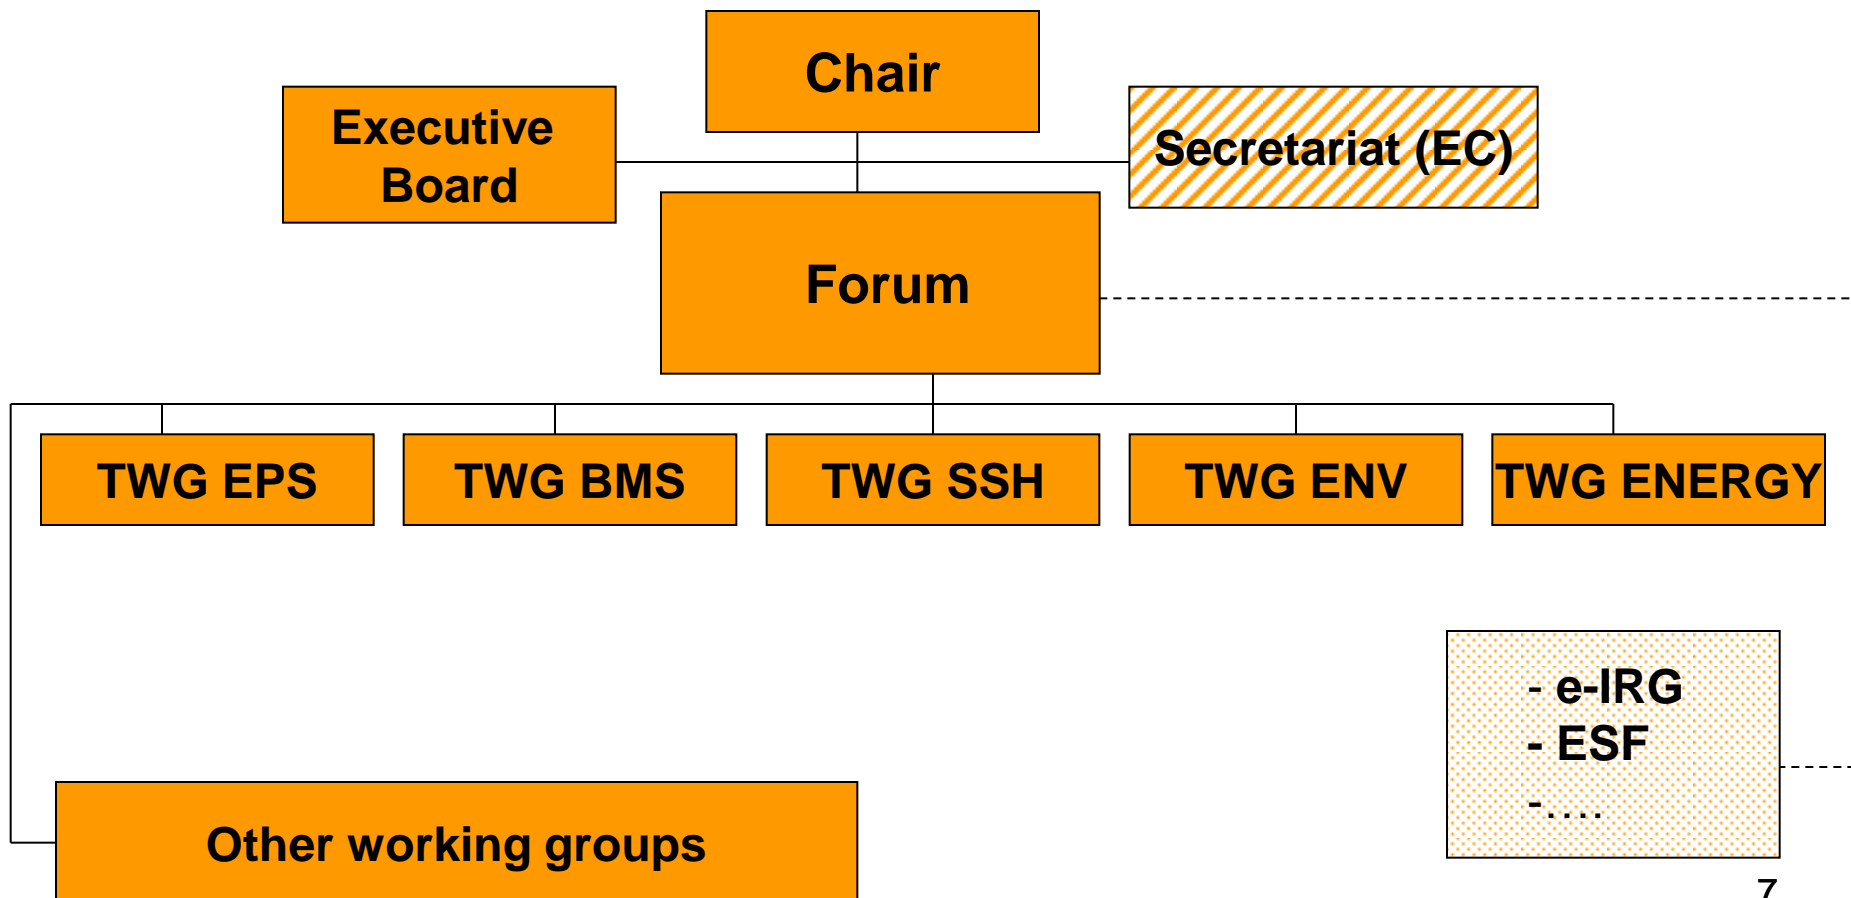 Chair
Executive
Board
Secretariat (EC)
Forum
TWG EPS
TWG BMS
TWG SSH
TWG ENV
TWG ENERGY
- e-IRG
- ESF
-....
Other working groups
7